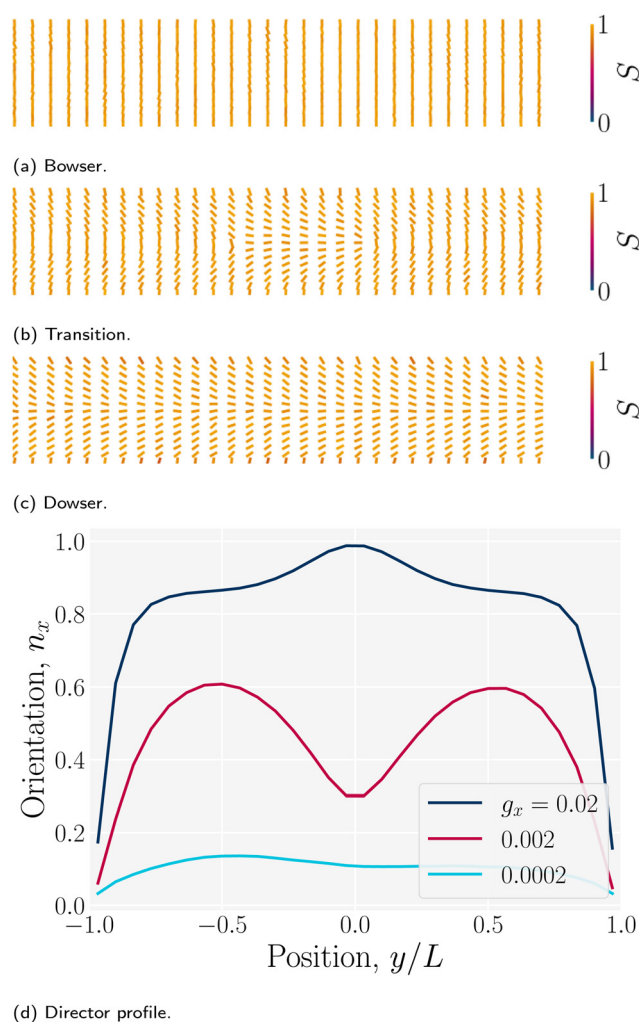 1
S
0
(a) Bowser.
1
S
0
(b) Transition.
1
S
0
(c) Dowser.
1.0
0.8
0.6
0.4
0.2
0.0
Orientation, n_x
g_x = 0.02
0.002
0.0002
−1.0 −0.5 0.0 0.5 1.0
Position, y/L
(d) Director profile.